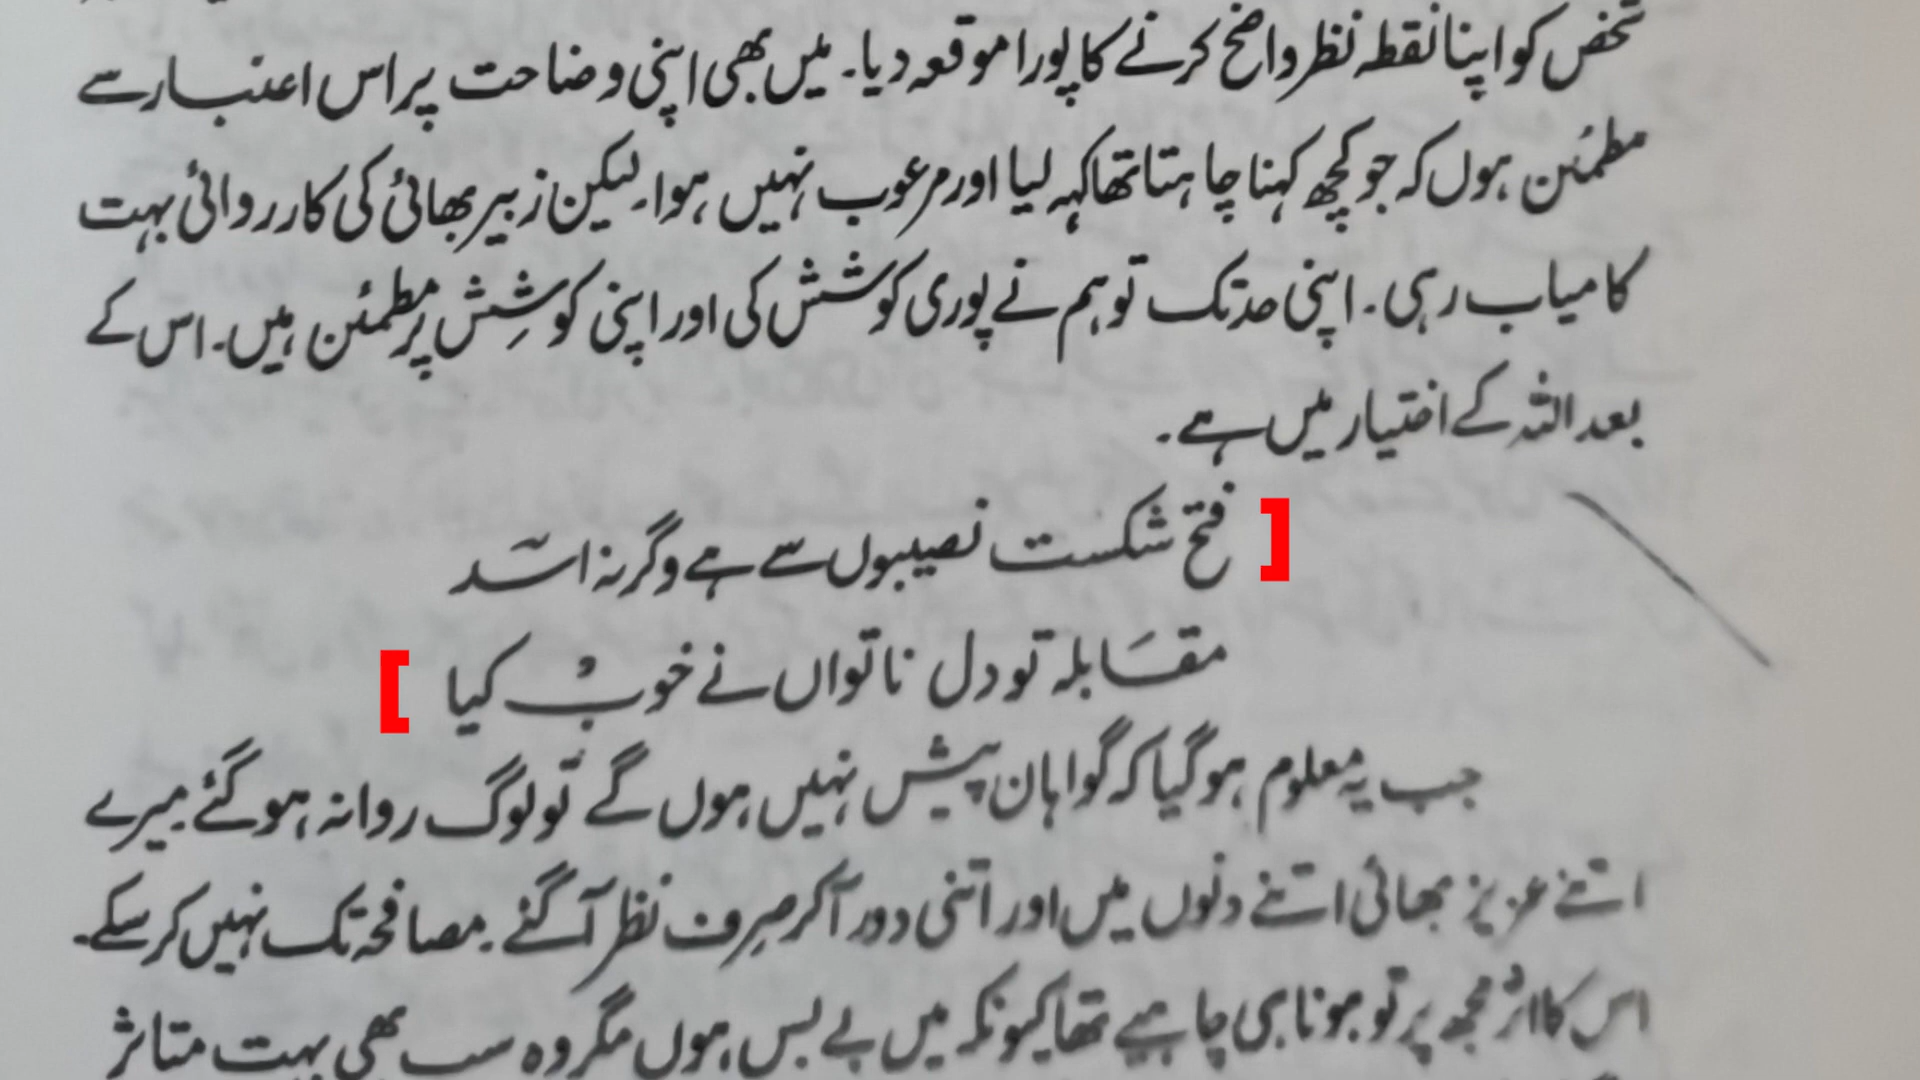 شخص کو اپنا نقطہ نظر واضح کرنے کا پورا موقعہ دیا۔ میں بھی اپنی وضاحت پر اس اعتبار سے
مطمئن ہوں کہ جو کچھ کہنا چاہتا تھا کہہ لیا اور مرعوب نہیں ہوا۔ لیکن زبیر بھائی کی کارروائی بہت
کامیاب رہی۔ اپنی حد تک تو ہم نے پوری کوشش کی اور اپنی کوشِش پر مطمئن ہیں۔ اس کے
بعد اللہ کے اختیار میں ہے۔
[ فتح شکست نصیبوں سے ہے وگرنہ اسد
مقابلہ تو دل ناتواں نے خوب کیا ]
جب یہ معلوم ہو گیا کہ گواہان پیش نہیں ہوں گے تو لوگ روانہ ہو گئے۔ میرے
اتنے عزیز بھائی اتنے دنوں میں اور اتنی دور آ کر صرف نظر آ گئے۔ مصافحہ تک نہیں کر سکے۔
اس کا اثر مجھ پر تو ہونا ہی چاہیے تھا کیونکہ میں بے بس ہوں مگر وہ سب بھی بہت متاثر